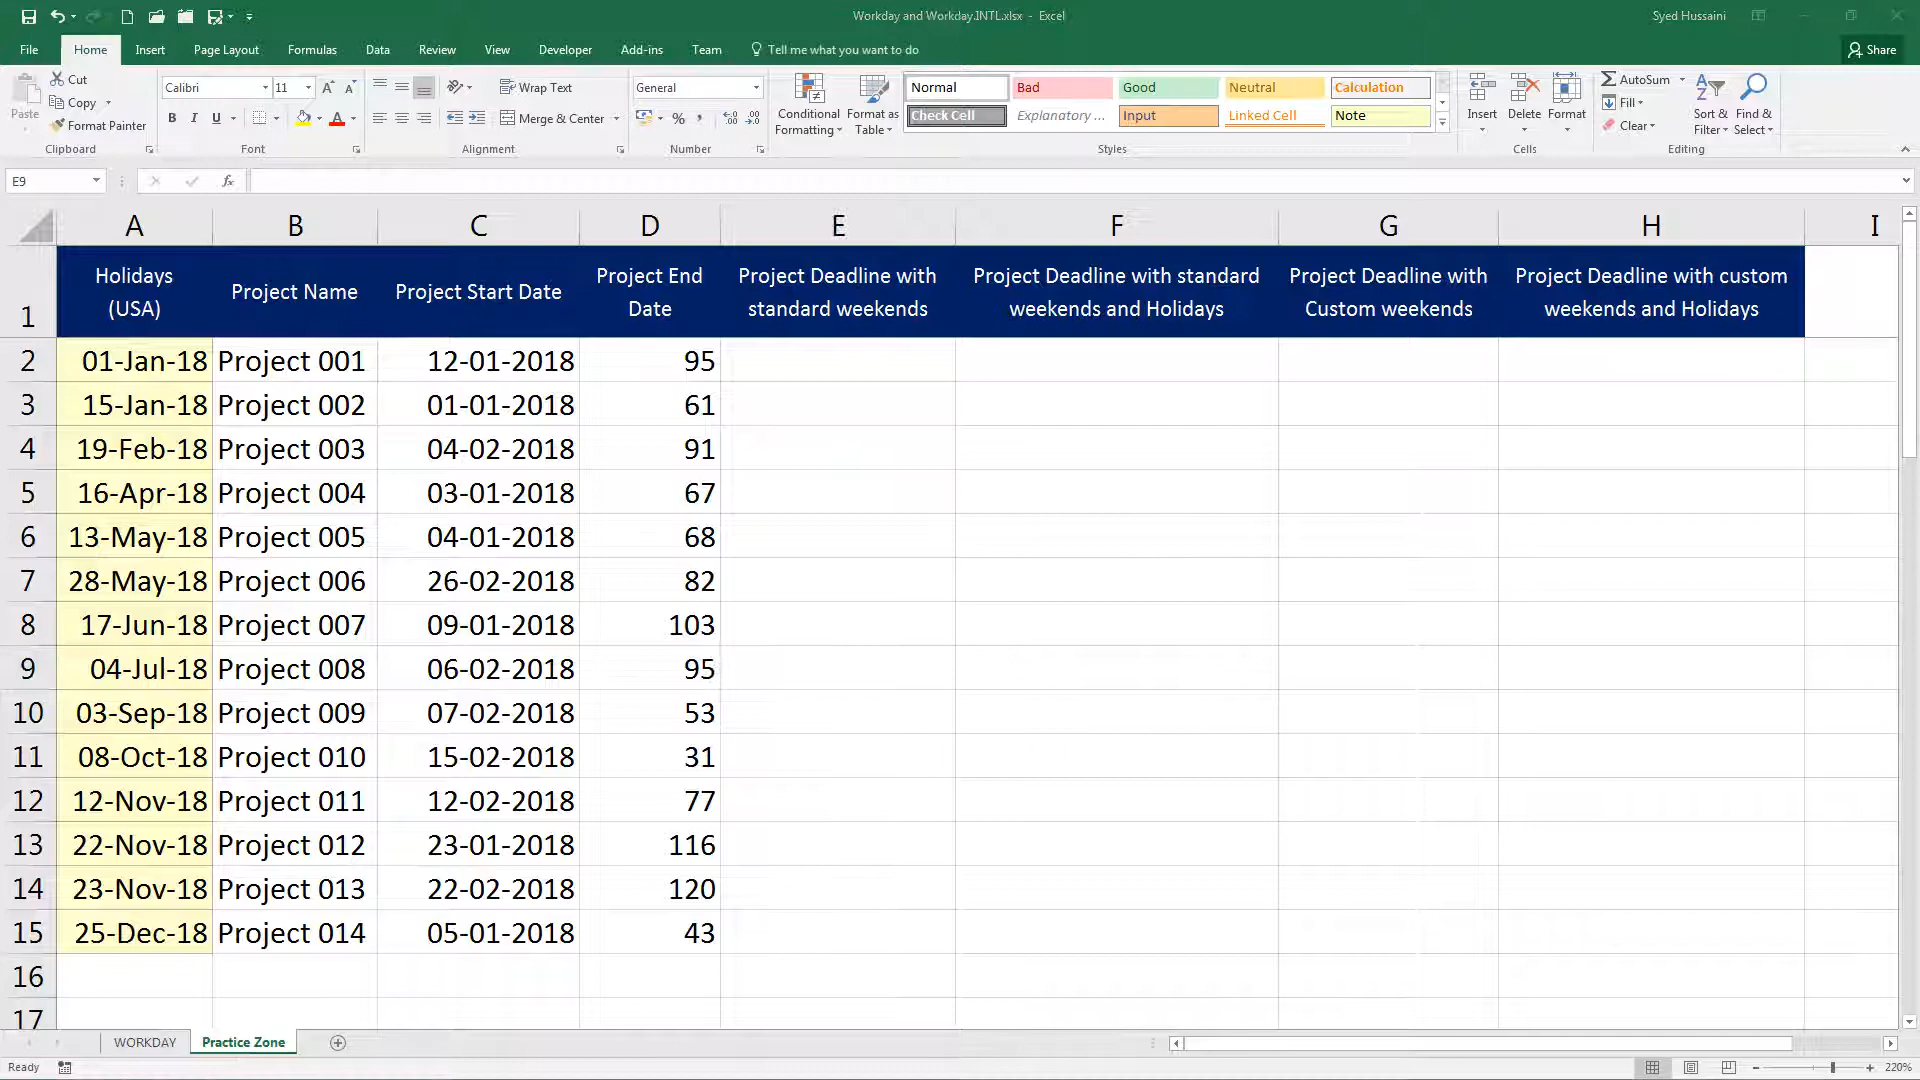 Workday and Workday.INTL.xlsx - Excel
Syed Hussaini
File Home Insert Page Layout Formulas Data Review View Developer Add-ins Team Tell me what you want to do Share
Paste
Cut
Copy
Format Painter
Clipboard
Calibri 11
B I U A
Font
Wrap Text
Merge & Center
Alignment
General
% ,
Number
Conditional Formatting
Format as Table
Normal Bad Good Neutral Calculation
Check Cell Explanatory ... Input Linked Cell Note
Styles
Insert Delete Format
Cells
AutoSum
Fill
Clear
Sort & Filter
Find & Select
Editing
E9 fx
A B C D E F G H I
1 Holidays (USA) Project Name Project Start Date Project End Date Project Deadline with standard weekends Project Deadline with standard weekends and Holidays Project Deadline with Custom weekends Project Deadline with custom weekends and Holidays
2 01-Jan-18 Project 001 12-01-2018 95
3 15-Jan-18 Project 002 01-01-2018 61
4 19-Feb-18 Project 003 04-02-2018 91
5 16-Apr-18 Project 004 03-01-2018 67
6 13-May-18 Project 005 04-01-2018 68
7 28-May-18 Project 006 26-02-2018 82
8 17-Jun-18 Project 007 09-01-2018 103
9 04-Jul-18 Project 008 06-02-2018 95
10 03-Sep-18 Project 009 07-02-2018 53
11 08-Oct-18 Project 010 15-02-2018 31
12 12-Nov-18 Project 011 12-02-2018 77
13 22-Nov-18 Project 012 23-01-2018 116
14 23-Nov-18 Project 013 22-02-2018 120
15 25-Dec-18 Project 014 05-01-2018 43
16
17
WORKDAY Practice Zone
Ready
220%